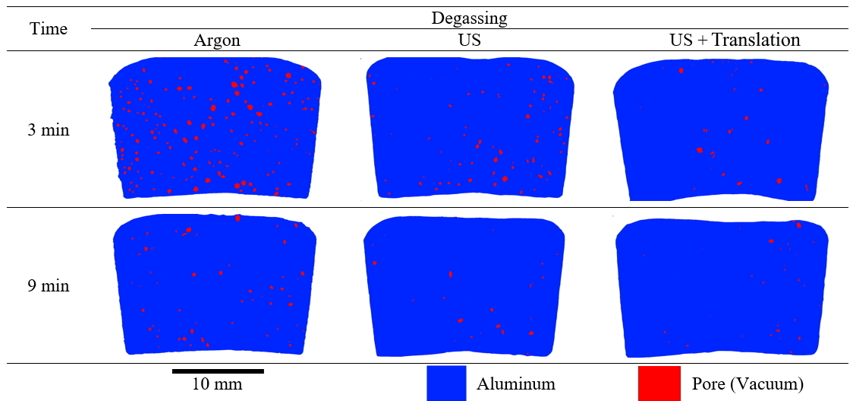 Time
Degassing
Argon
US
US + Translation
3 min
9 min
10 mm
Aluminum
Pore (Vacuum)